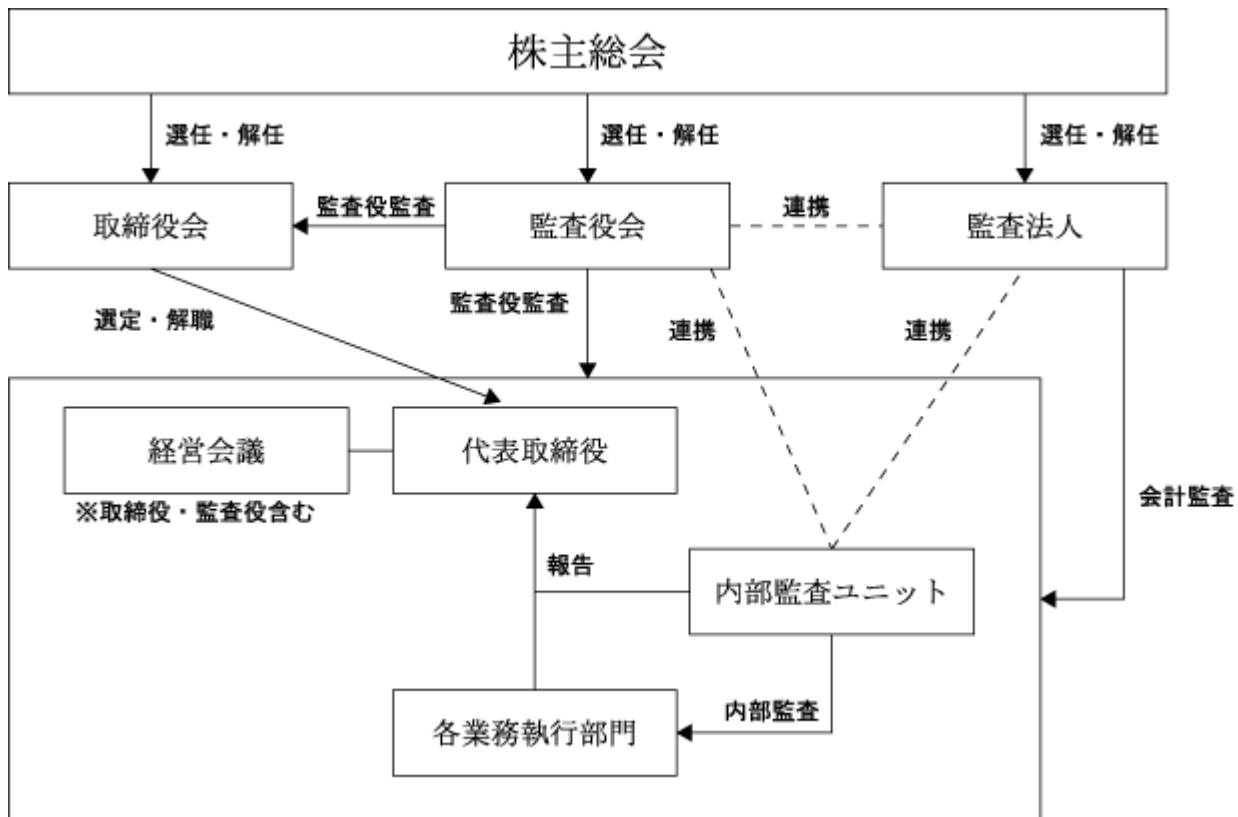 株主総会
選任・解任
選任・解任
選任・解任
取締役会
監査役監査
監査役会
連携
監査法人
選定・解職
監査役監査
連携
連携
経営会議
代表取締役
※取締役・監査役含む
会計監査
報告
内部監査ユニット
各業務執行部門
内部監査